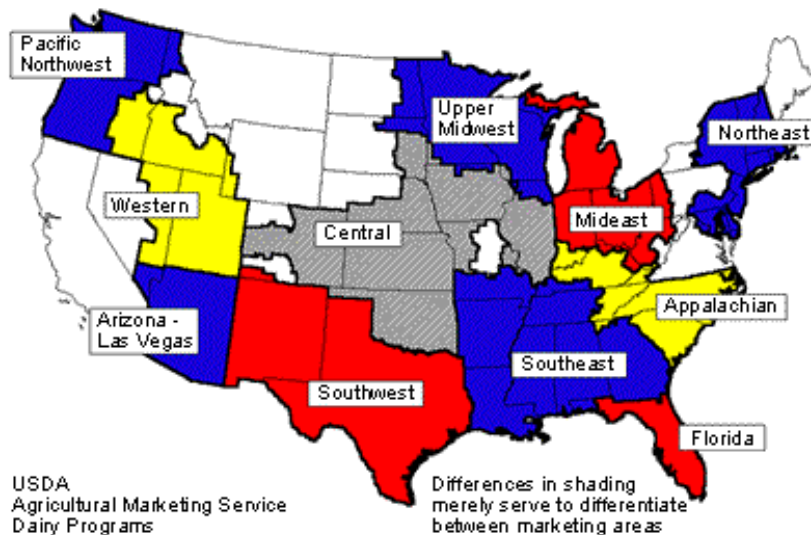 Pacific
Northwest
Upper
Midwest
Northeast
Western
Mideast
Central
Appalachian
Arizona -
Las Vegas
Southeast
Southwest
Florida
USDA
Agricultural Marketing Service
Dairy Programs
Differences in shading
merely serve to differentiate
between marketing areas